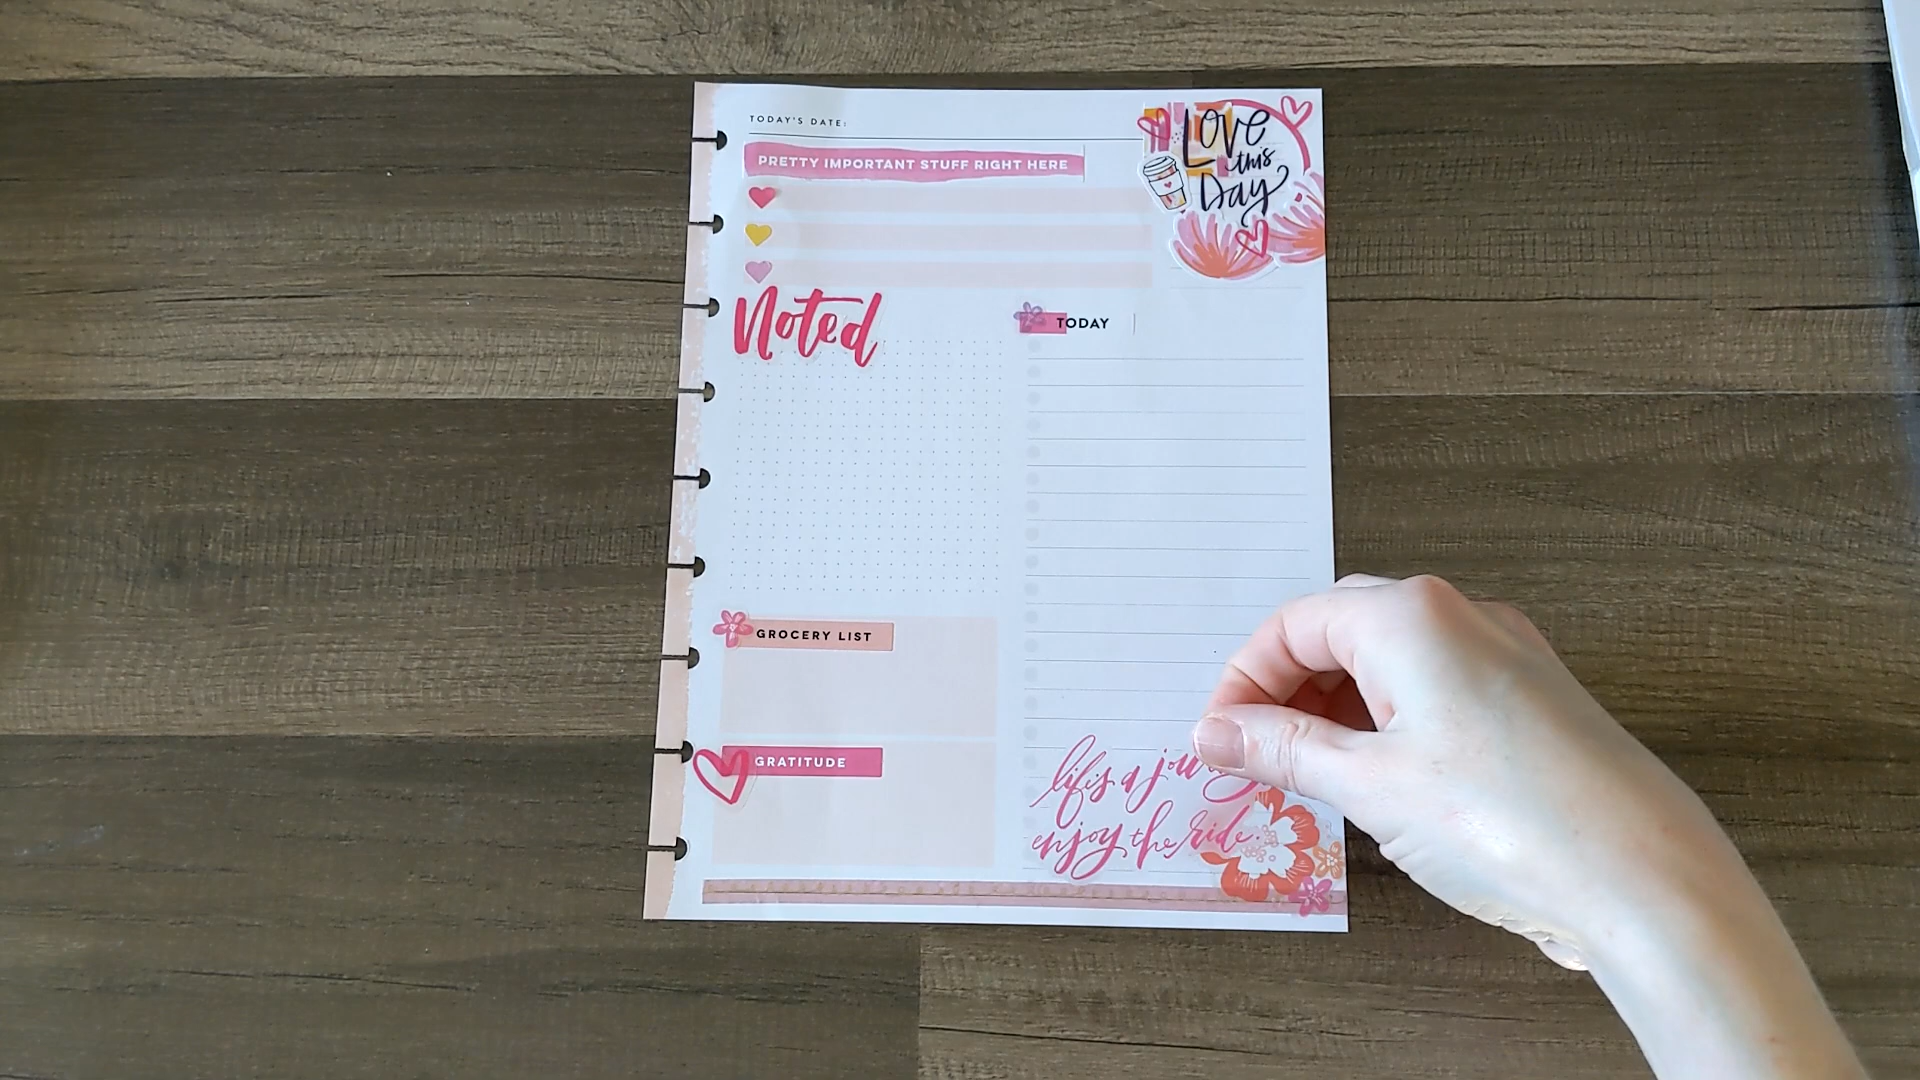 TODAY'S DATE:
PRETTY IMPORTANT STUFF RIGHT HERE
LOVE
this
Day
Noted
TODAY
GROCERY LIST
GRATITUDE
life's a
enjoy the ride.